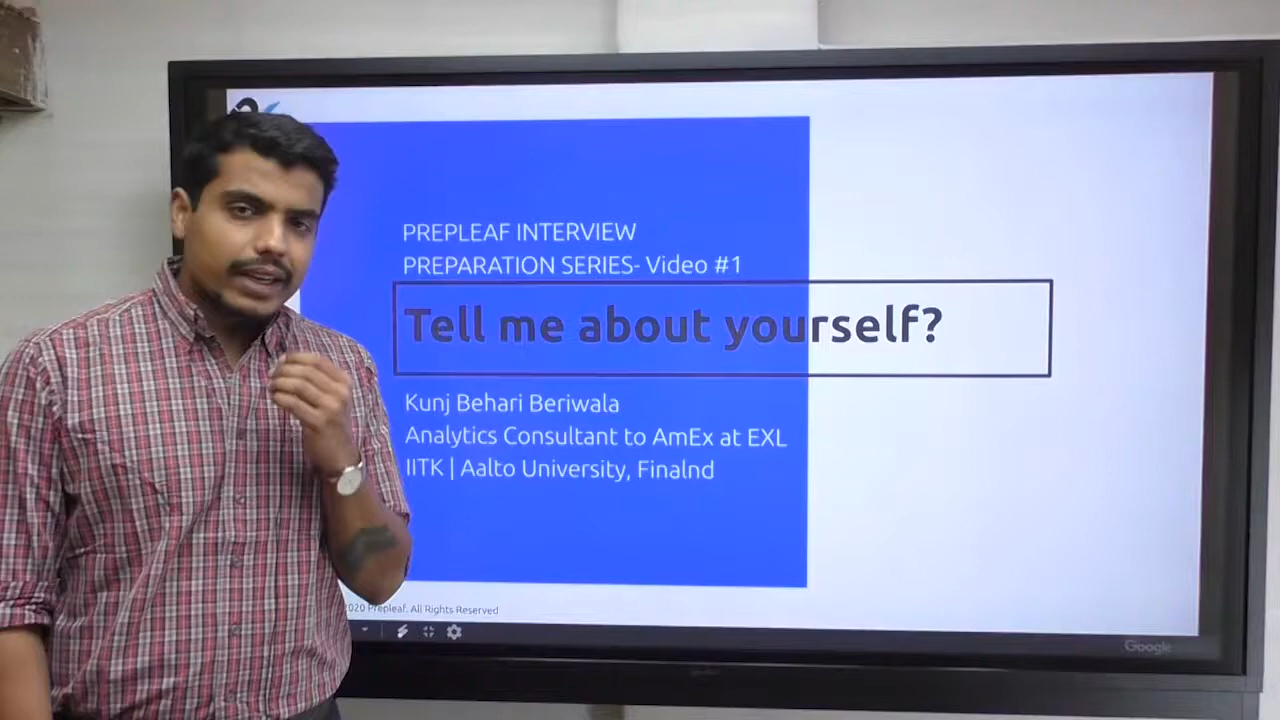 PREPLEAF INTERVIEW
PREPARATION SERIES- Video #1
Tell me about yourself?
Kunj Behari Beriwala
Analytics Consultant to AmEx at EXL
IITK | Aalto University, Finalnd
2020 Prepleaf. All Rights Reserved
Google